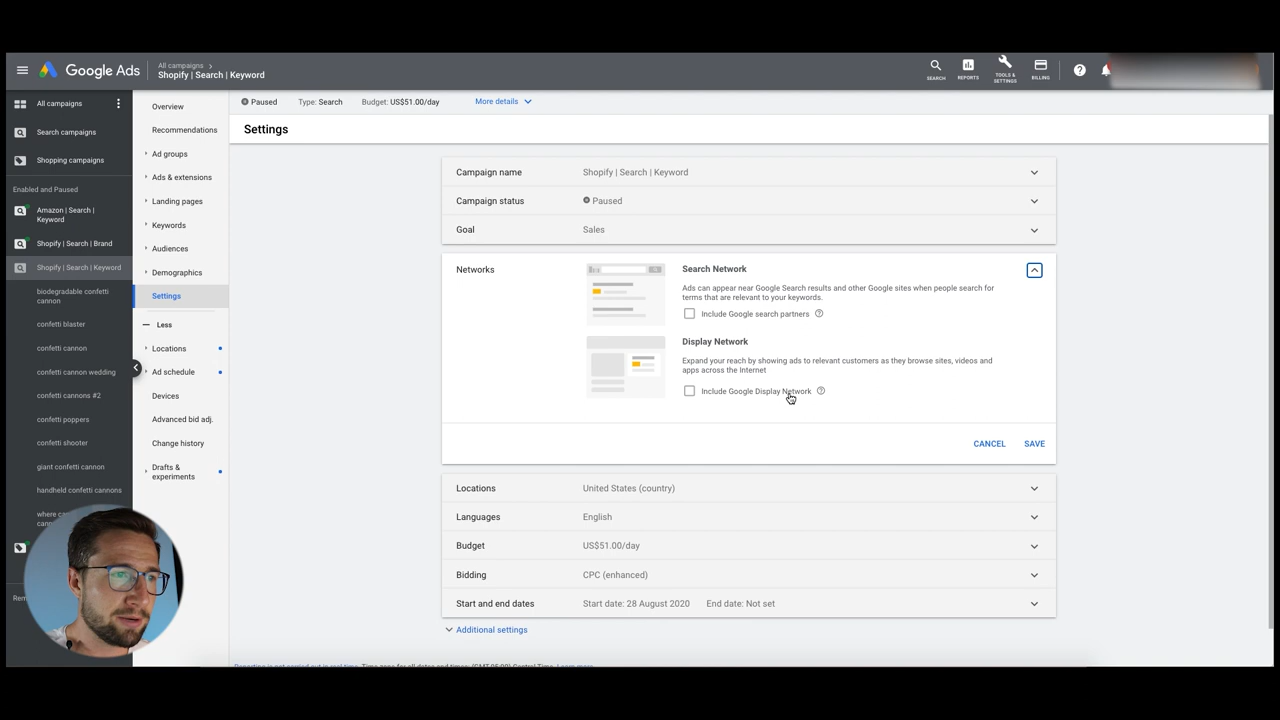 Google Ads
All campaigns >
Shopify | Search | Keyword
SEARCH
REPORTS
TOOLS &
SETTINGS
BILLING
All campaigns
Search campaigns
Shopping campaigns
Enabled and Paused
Amazon | Search |
Keyword
Shopify | Search | Brand
Shopify | Search | Keyword
biodegradable confetti
cannon
confetti blaster
confetti cannon
confetti cannon wedding
confetti cannons #2
confetti poppers
confetti shooter
giant confetti cannon
handheld confetti cannons
Overview
Recommendations
Ad groups
Ads & extensions
Landing pages
Keywords
Audiences
Demographics
Settings
Less
Locations
Ad schedule
Devices
Advanced bid adj.
Change history
Drafts &
experiments
Paused
Type: Search
Budget: US$51.00/day
More details
Settings
Campaign name
Shopify | Search | Keyword
Campaign status
Paused
Goal
Sales
Networks
Search Network
Ads can appear near Google Search results and other Google sites when people search for
terms that are relevant to your keywords.
Include Google search partners
Display Network
Expand your reach by showing ads to relevant customers as they browse sites, videos and
apps across the Internet
Include Google Display Network
CANCEL
SAVE
Locations
United States (country)
Languages
English
Budget
US$51.00/day
Bidding
CPC (enhanced)
Start and end dates
Start date: 28 August 2020
End date: Not set
Additional settings